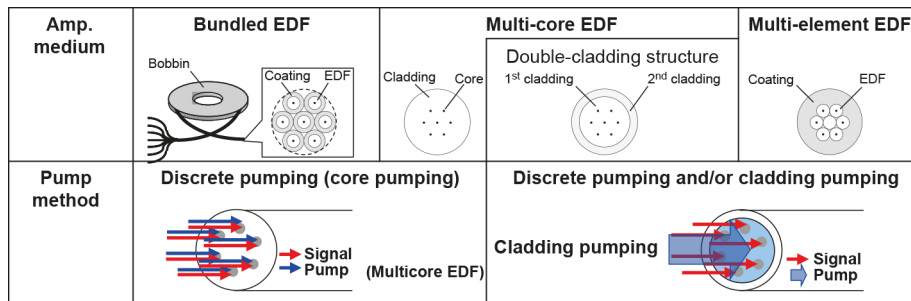 Amp.
medium
Bundled EDF
Bobbin
Coating
EDF
Multi-core EDF
Cladding
Core
Double-cladding structure
1st cladding
2nd cladding
Multi-element EDF
Coating
EDF
Pump
method
Discrete pumping (core pumping)
Signal
Pump
(Multicore EDF)
Discrete pumping and/or cladding pumping
Cladding pumping
Signal
Pump